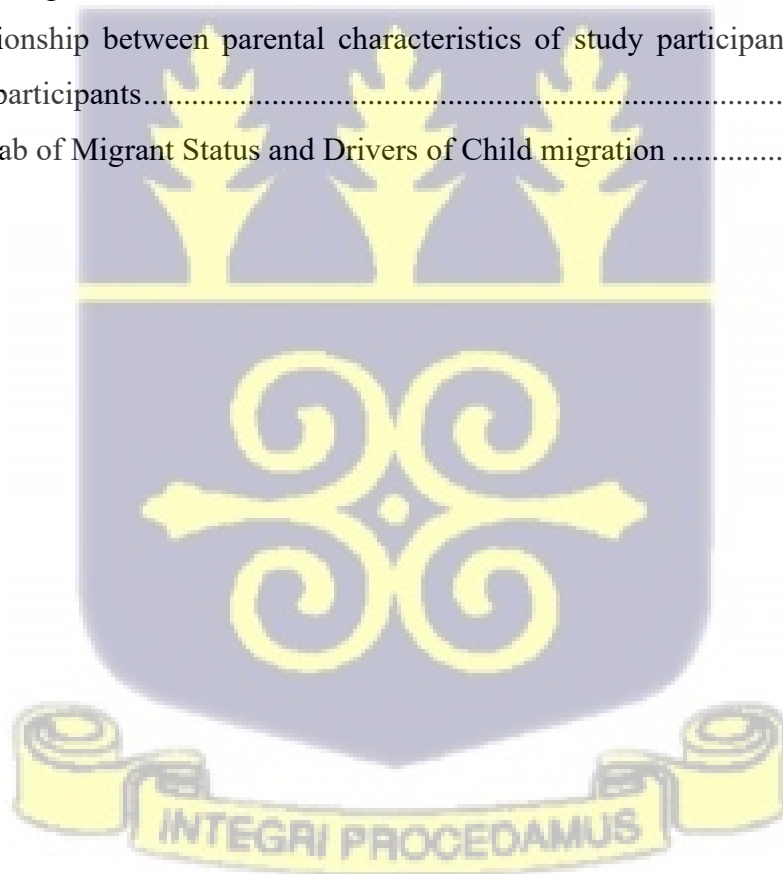 ionship between parental characteristics of study participan
participants...............................................................................
ab of Migrant Status and Drivers of Child migration ..............
INTEGRI PROCEDAMUS